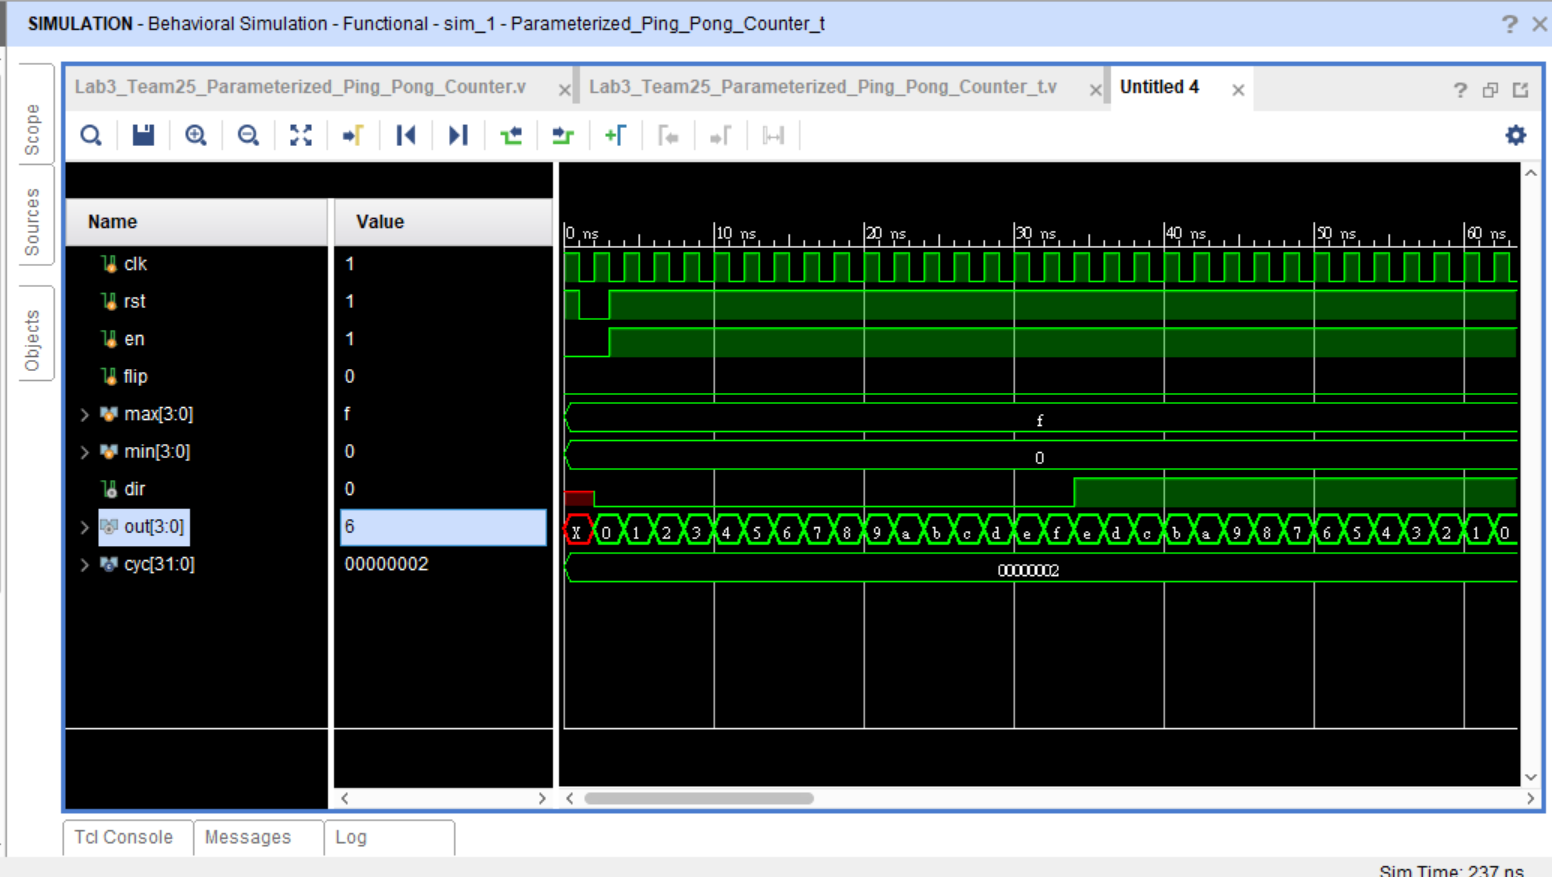 SIMULATION - Behavioral Simulation - Functional - sim_1 - Parameterized_Ping_Pong_Counter_t
? ×
Lab3_Team25_Parameterized_Ping_Pong_Counter.v × Lab3_Team25_Parameterized_Ping_Pong_Counter_t.v × Untitled 4 × ?
Scope
Sources
Objects
Name Value
0 ns 10 ns 20 ns 30 ns 40 ns 50 ns 60 ns
clk 1
rst 1
en 1
flip 0
max[3:0] f f
min[3:0] 0 0
dir 0
out[3:0] 6 X 0 1 2 3 4 5 6 7 8 9 a b c d e f e d c b a 9 8 7 6 5 4 3 2 1 0
cyc[31:0] 00000002 00000002
Tcl Console Messages Log
Sim Time: 237 ns